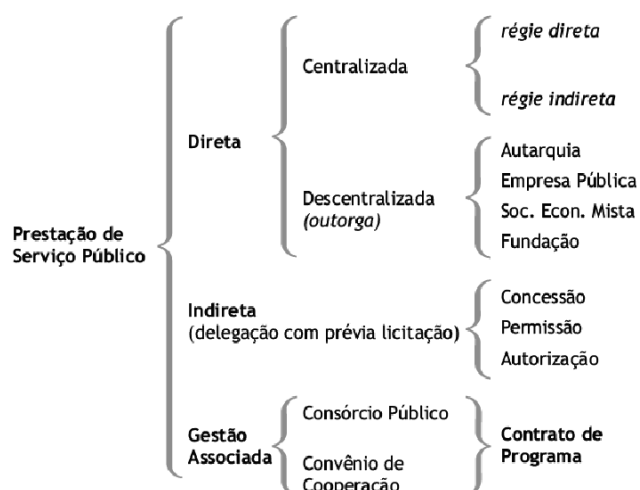 Prestação de
Serviço Público
Direta
Centralizada
régie direta
régie indireta
Descentralizada
(outorga)
Autarquia
Empresa Pública
Soc. Econ. Mista
Fundação
Indireta
(delegação com prévia licitação)
Concessão
Permissão
Autorização
Gestão
Associada
Consórcio Público
Convênio de
Cooperação
Contrato de
Programa